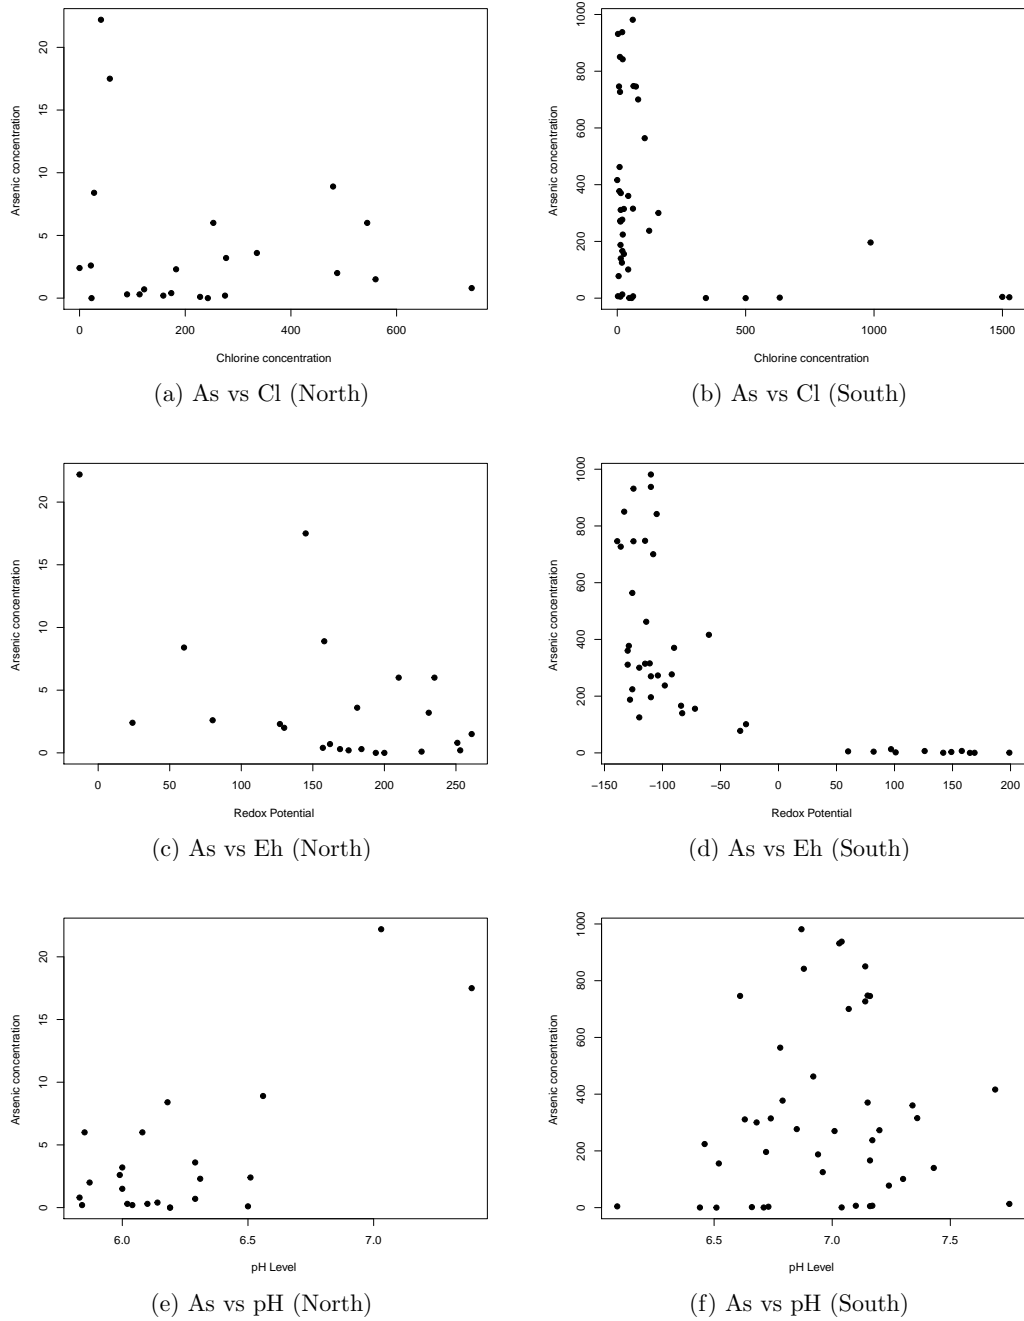 Arsenic concentration
0 5 10 15 20
0 200 400 600
Chlorine concentration
(a) As vs Cl (North)
Arsenic concentration
0 200 400 600 800 1000
0 500 1000 1500
Chlorine concentration
(b) As vs Cl (South)
Arsenic concentration
0 5 10 15 20
0 50 100 150 200 250
Redox Potential
(c) As vs Eh (North)
Arsenic concentration
0 200 400 600 800 1000
−150 −100 −50 0 50 100 150 200
Redox Potential
(d) As vs Eh (South)
Arsenic concentration
0 5 10 15 20
6.0 6.5 7.0
pH Level
(e) As vs pH (North)
Arsenic concentration
0 200 400 600 800 1000
6.5 7.0 7.5
pH Level
(f) As vs pH (South)